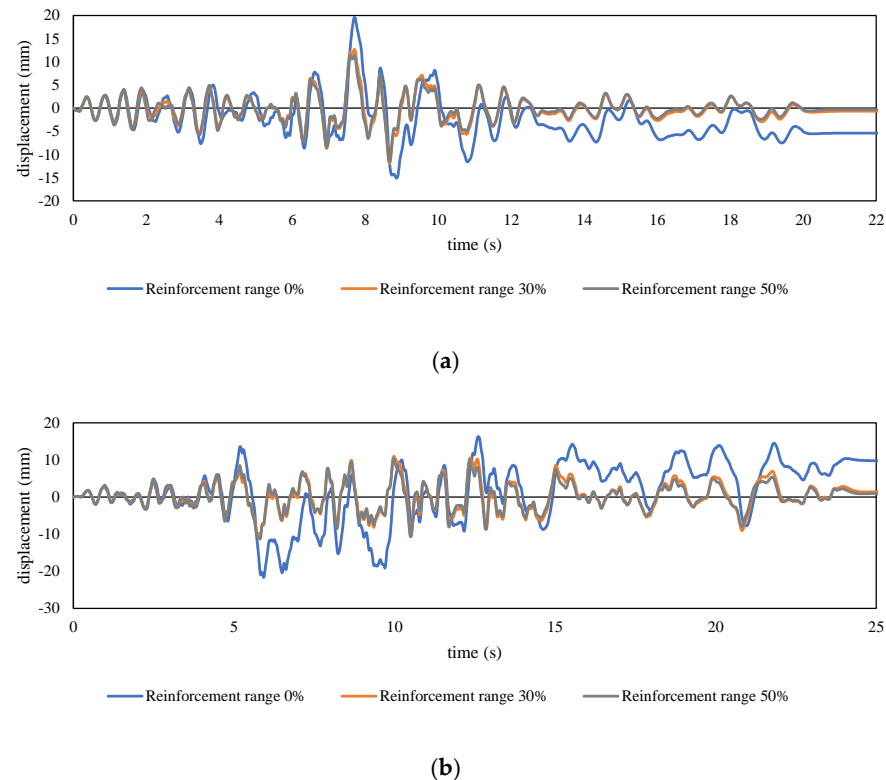 20
15
10
5
0
-5
-10
-15
-20
displacement (mm)
0 2 4 6 8 10 12 14 16 18 20 22
time (s)
Reinforcement range 0% Reinforcement range 30% Reinforcement range 50%
(a)
20
10
0
-10
-20
-30
displacement (mm)
0 5 10 15 20 25
time (s)
Reinforcement range 0% Reinforcement range 30% Reinforcement range 50%
(b)